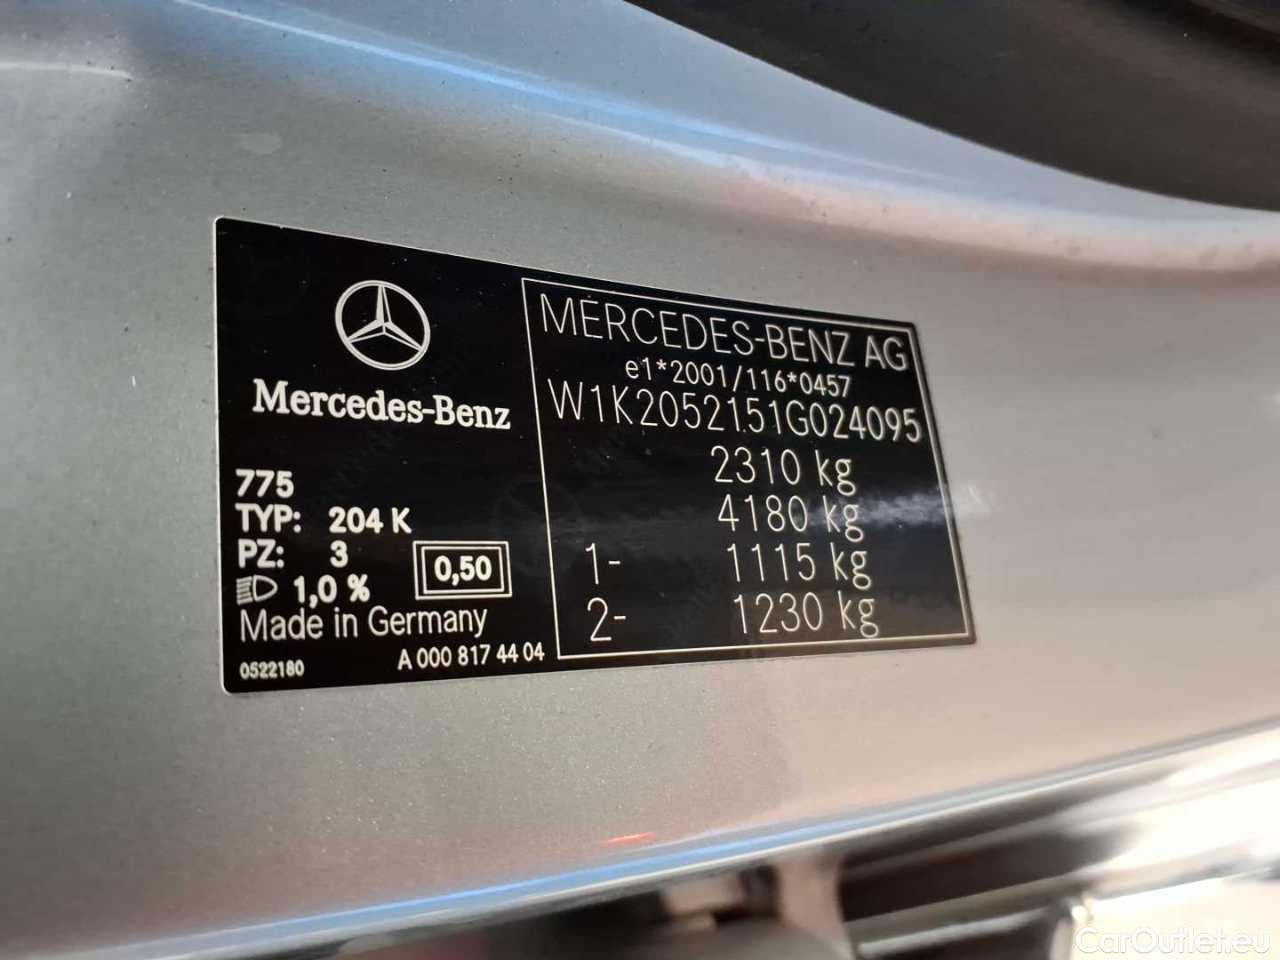 Mercedes-Benz
775
TYP: 204 K
PZ: 3
1,0 %
0,50
Made in Germany
0522180
A 000 817 44 04
MERCEDES-BENZ AG
e1*2001/116*0457
W1K2052151G024095
2310 kg
4180 kg
1- 1115 kg
2- 1230 kg
CarOutlet.eu